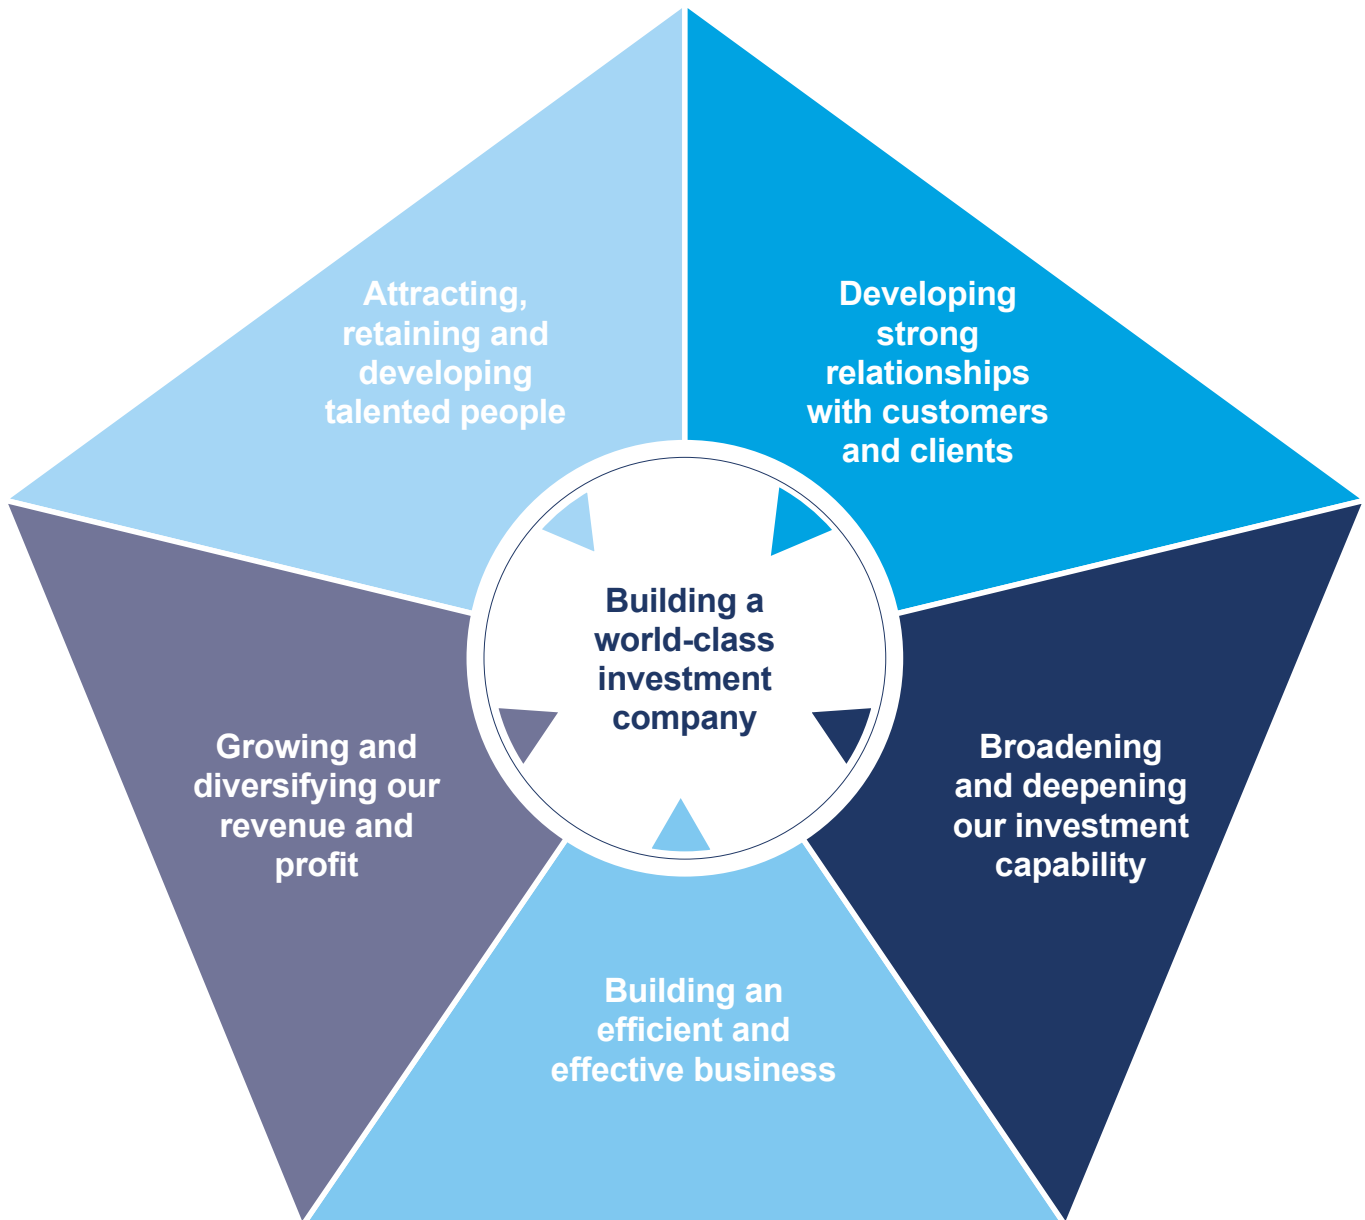 Attracting,
retaining and
developing
talented people
Developing
strong
relationships
with customers
and clients
Building a
world-class
investment
company
Growing and
diversifying our
revenue and
profit
Broadening
and deepening
our investment
capability
Building an
efficient and
effective business